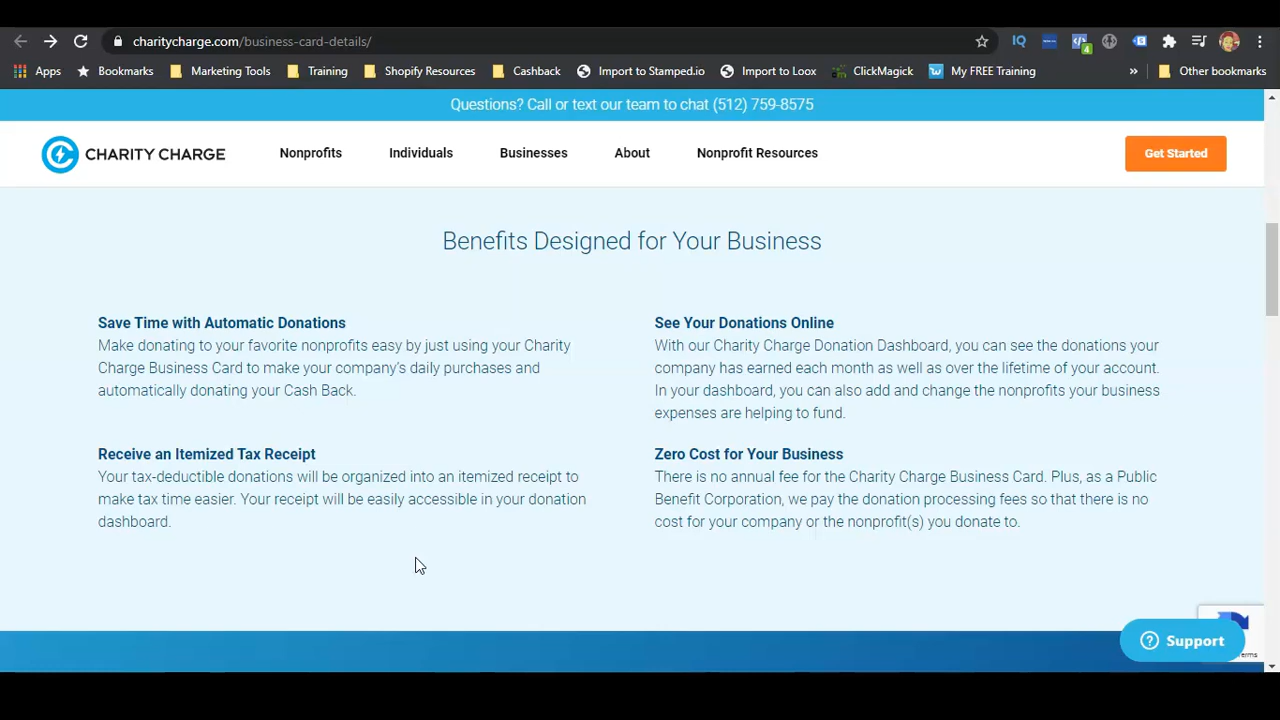 charitycharge.com/business-card-details/
IQ
4
Apps Bookmarks Marketing Tools Training Shopify Resources Cashback Import to Stamped.io Import to Loox ClickMagick My FREE Training » Other bookmarks
Questions? Call or text our team to chat (512) 759-8575
CHARITY CHARGE Nonprofits Individuals Businesses About Nonprofit Resources Get Started
Benefits Designed for Your Business
Save Time with Automatic Donations
Make donating to your favorite nonprofits easy by just using your Charity
Charge Business Card to make your company's daily purchases and
automatically donating your Cash Back.
See Your Donations Online
With our Charity Charge Donation Dashboard, you can see the donations your
company has earned each month as well as over the lifetime of your account.
In your dashboard, you can also add and change the nonprofits your business
expenses are helping to fund.
Receive an Itemized Tax Receipt
Your tax-deductible donations will be organized into an itemized receipt to
make tax time easier. Your receipt will be easily accessible in your donation
dashboard.
Zero Cost for Your Business
There is no annual fee for the Charity Charge Business Card. Plus, as a Public
Benefit Corporation, we pay the donation processing fees so that there is no
cost for your company or the nonprofit(s) you donate to.
Support